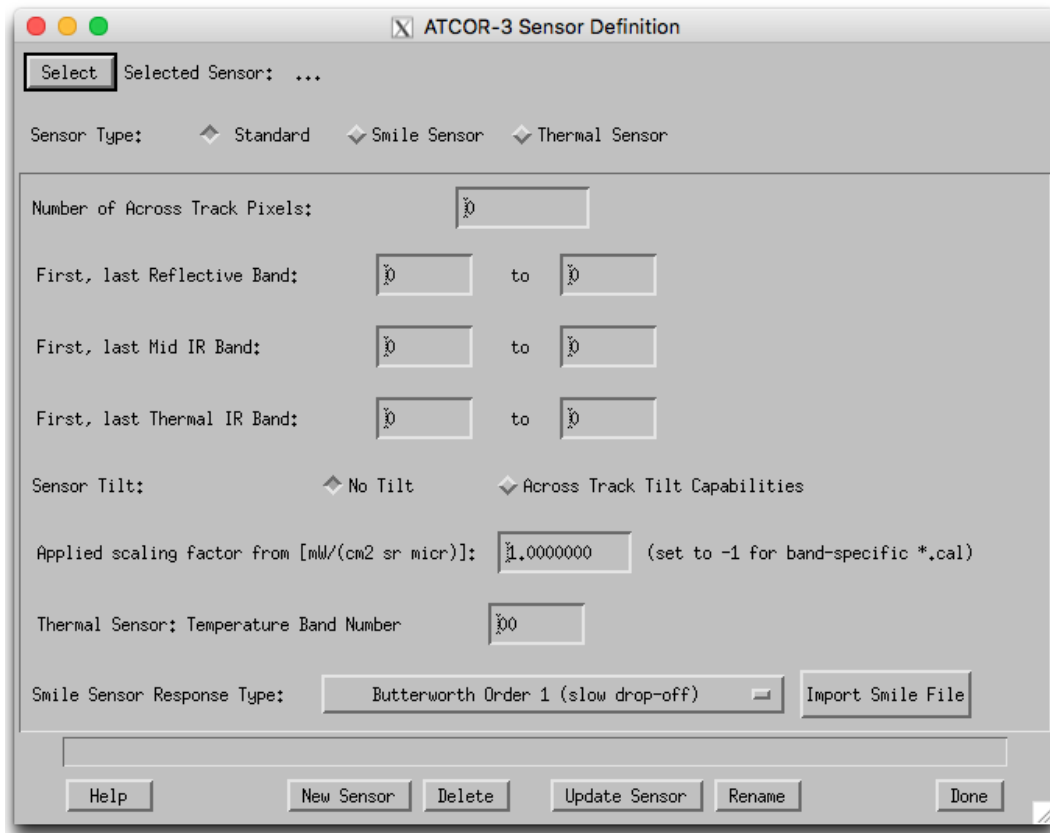 ATCOR-3 Sensor Definition
Select Selected Sensor: ...
Sensor Type: Standard Smile Sensor Thermal Sensor
Number of Across Track Pixels: 0
First, last Reflective Band: 0 to 0
First, last Mid IR Band: 0 to 0
First, last Thermal IR Band: 0 to 0
Sensor Tilt: No Tilt Across Track Tilt Capabilities
Applied scaling factor from [mW/(cm2 sr micr)]: 1.0000000 (set to -1 for band-specific *.cal)
Thermal Sensor: Temperature Band Number 00
Smile Sensor Response Type: Butterworth Order 1 (slow drop-off) Import Smile File
Help New Sensor Delete Update Sensor Rename Done